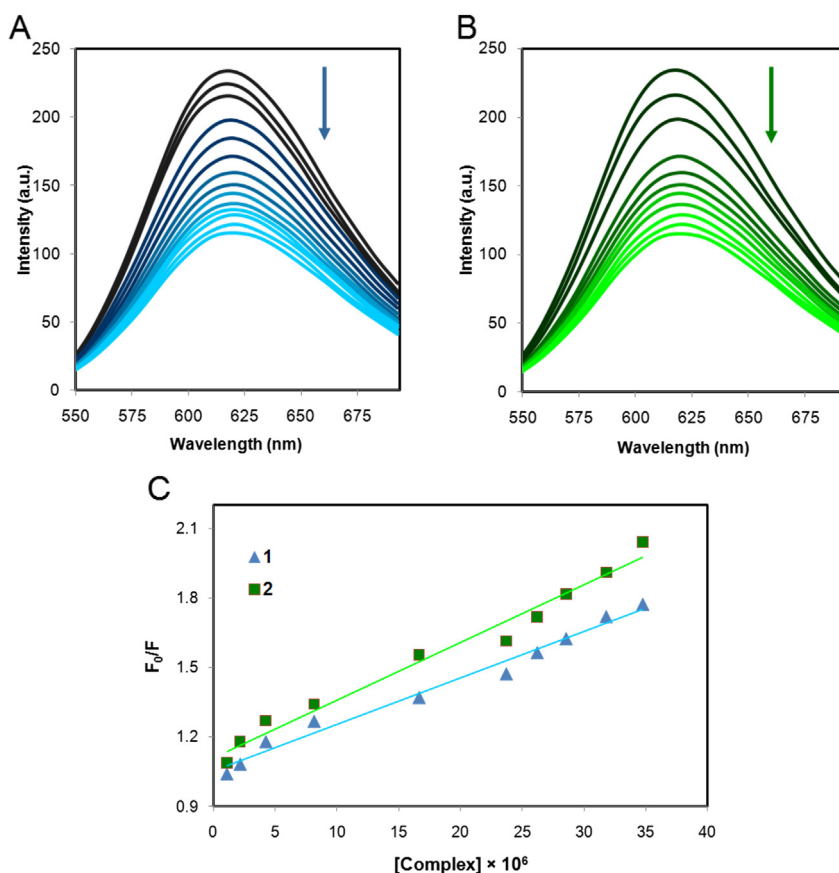 A
250
200
150
100
50
0
Intensity (a.u.)
550 575 600 625 650 675
Wavelength (nm)
B
250
200
150
100
50
0
Intensity (a.u.)
550 575 600 625 650 675
Wavelength (nm)
C
2.1
1.8
1.5
1.2
0.9
F₀/F
1
2
0 5 10 15 20 25 30 35 40
[Complex] × 10⁶